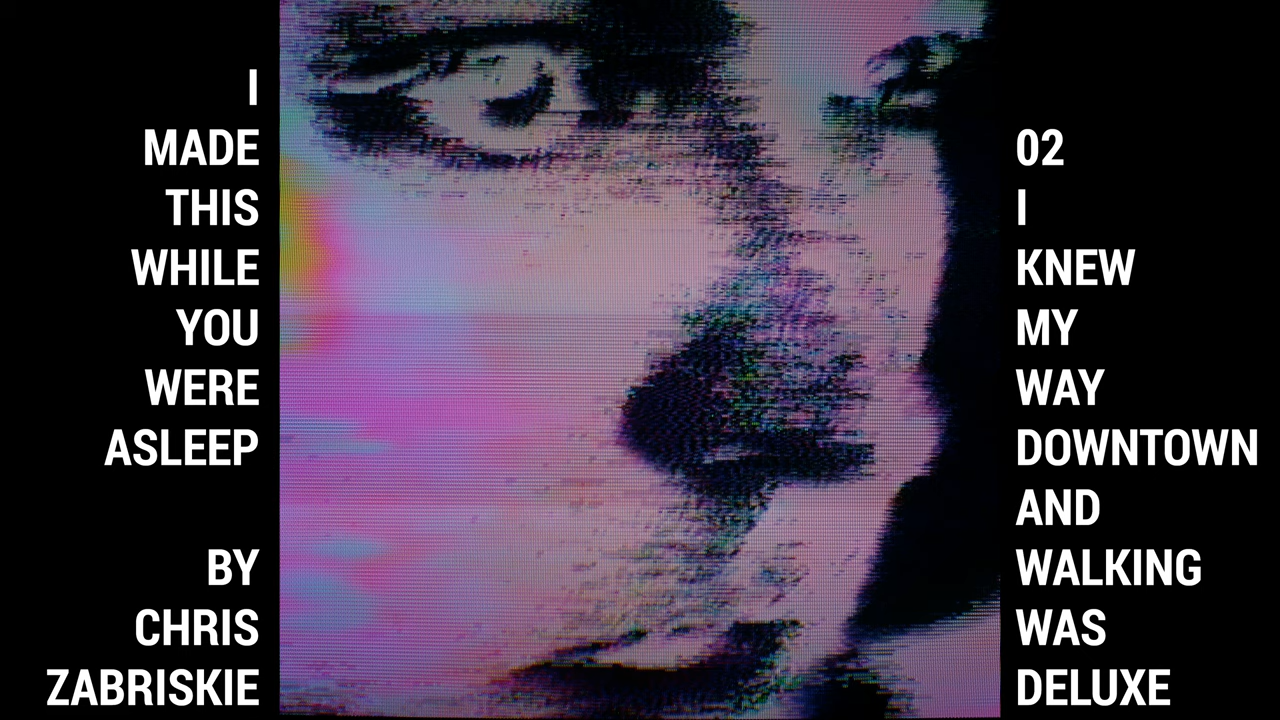 I
MADE
THIS
WHILE
YOU
WERE
ASLEEP
BY
CHRIS
ZABRISKIE
02
I
KNEW
MY
WAY
DOWNTOWN
AND
WALKING
WAS
DELUXE